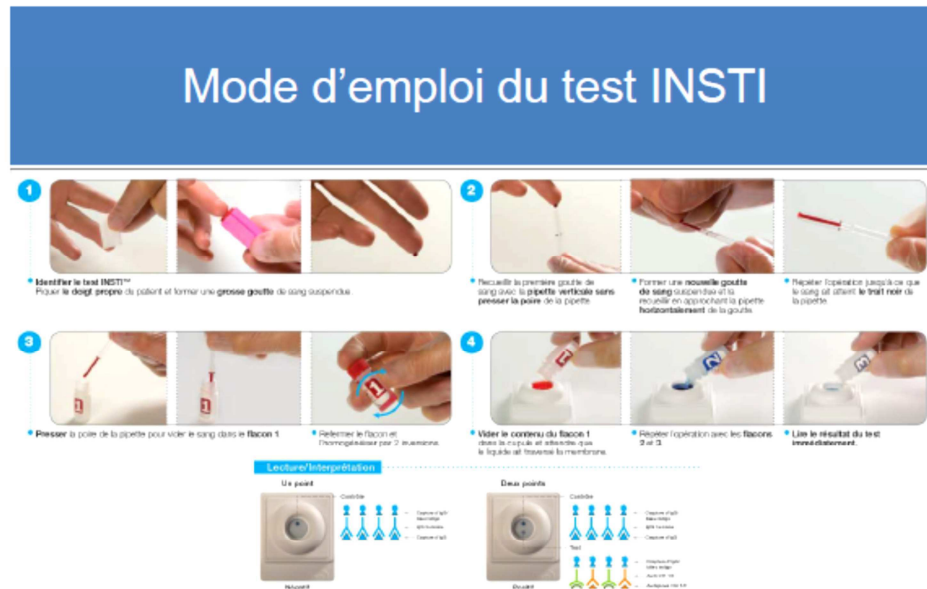 Mode d'emploi du test INSTI
1
Identifier le test INSTI™
Piquer le doigt propre du patient et former une grosse goutte de sang suspendue
2
Recueillir la première goutte de
sang avec la pipette verticale sans
presser la poire de la pipette.
Former une nouvelle goutte
de sang suspendue et la
recueillir en approchant la pipette
horizontalement de la goutte.
Répéter l'opération jusqu'à ce que
le sang ait atteint le trait noir de
la pipette.
3
1
1
1
Presser la poire de la pipette pour vider le sang dans le flacon 1.
Refermer le flacon et
l'homogénéiser par 2 inversions.
4
1
2
3
Vider le contenu du flacon 1
dans la cupule et attendre que
le liquide ait traversé la membrane.
Répéter l'opération avec les flacons
2 et 3.
Lire le résultat du test
immédiatement.
Lecture/Interprétation
Un point
Contrôle
Négatif
Deux points
Contrôle
Test
Positif